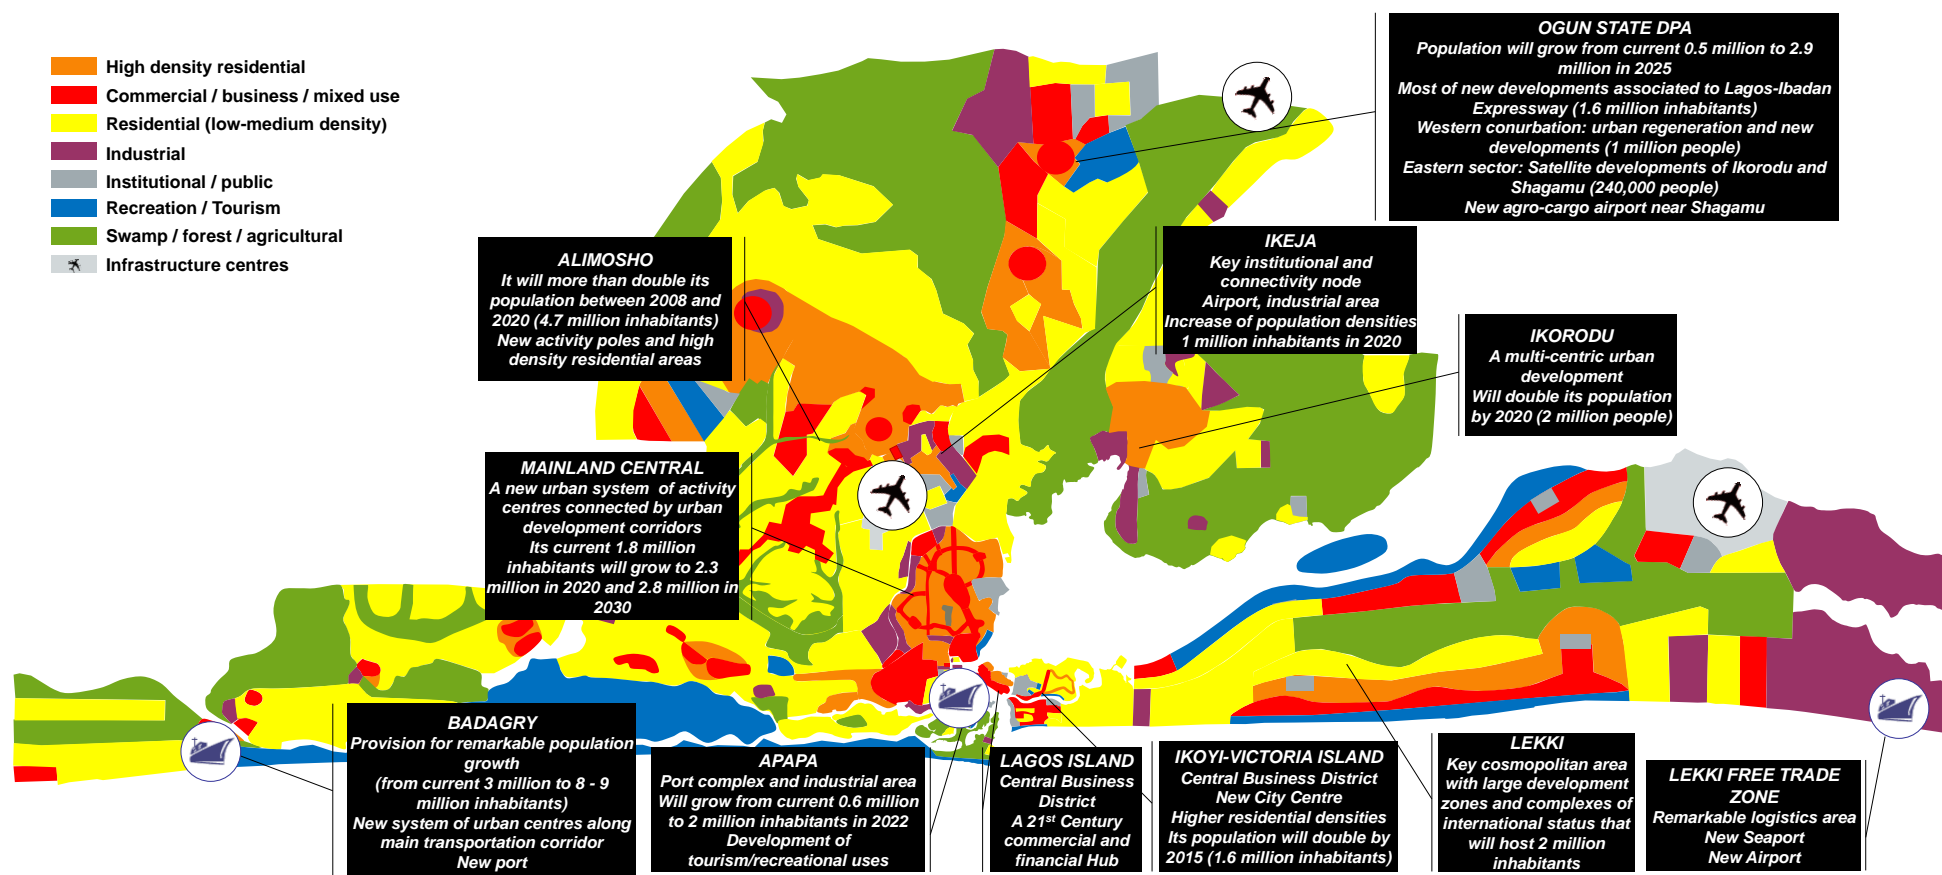 High density residential
Commercial / business / mixed use
Residential (low-medium density)
Industrial
Institutional / public
Recreation / Tourism
Swamp / forest / agricultural
Infrastructure centres
OGUN STATE DPA
Population will grow from current 0.5 million to 2.9
million in 2025
Most of new developments associated to Lagos-Ibadan
Expressway (1.6 million inhabitants)
Western conurbation: urban regeneration and new
developments (1 million people)
Eastern sector: Satellite developments of Ikorodu and
Shagamu (240,000 people)
New agro-cargo airport near Shagamu
ALIMOSHO
It will more than double its
population between 2008 and
2020 (4.7 million inhabitants)
New activity poles and high
density residential areas
IKEJA
Key institutional and
connectivity node
Airport, industrial area
Increase of population densities
1 million inhabitants in 2020
IKORODU
A multi-centric urban
development
Will double its population
by 2020 (2 million people)
MAINLAND CENTRAL
A new urban system of activity
centres connected by urban
development corridors
Its current 1.8 million
inhabitants will grow to 2.3
million in 2020 and 2.8 million in
2030
BADAGRY
Provision for remarkable population
growth
(from current 3 million to 8 - 9
million inhabitants)
New system of urban centres along
main transportation corridor
New port
APAPA
Port complex and industrial area
Will grow from current 0.6 million
to 2 million inhabitants in 2022
Development of
tourism/recreational uses
LAGOS ISLAND
Central Business
District
A 21st Century
commercial and
financial Hub
IKOYI-VICTORIA ISLAND
Central Business District
New City Centre
Higher residential densities
Its population will double by
2015 (1.6 million inhabitants)
LEKKI
Key cosmopolitan area
with large development
zones and complexes of
international status that
will host 2 million
inhabitants
LEKKI FREE TRADE
ZONE
Remarkable logistics area
New Seaport
New Airport